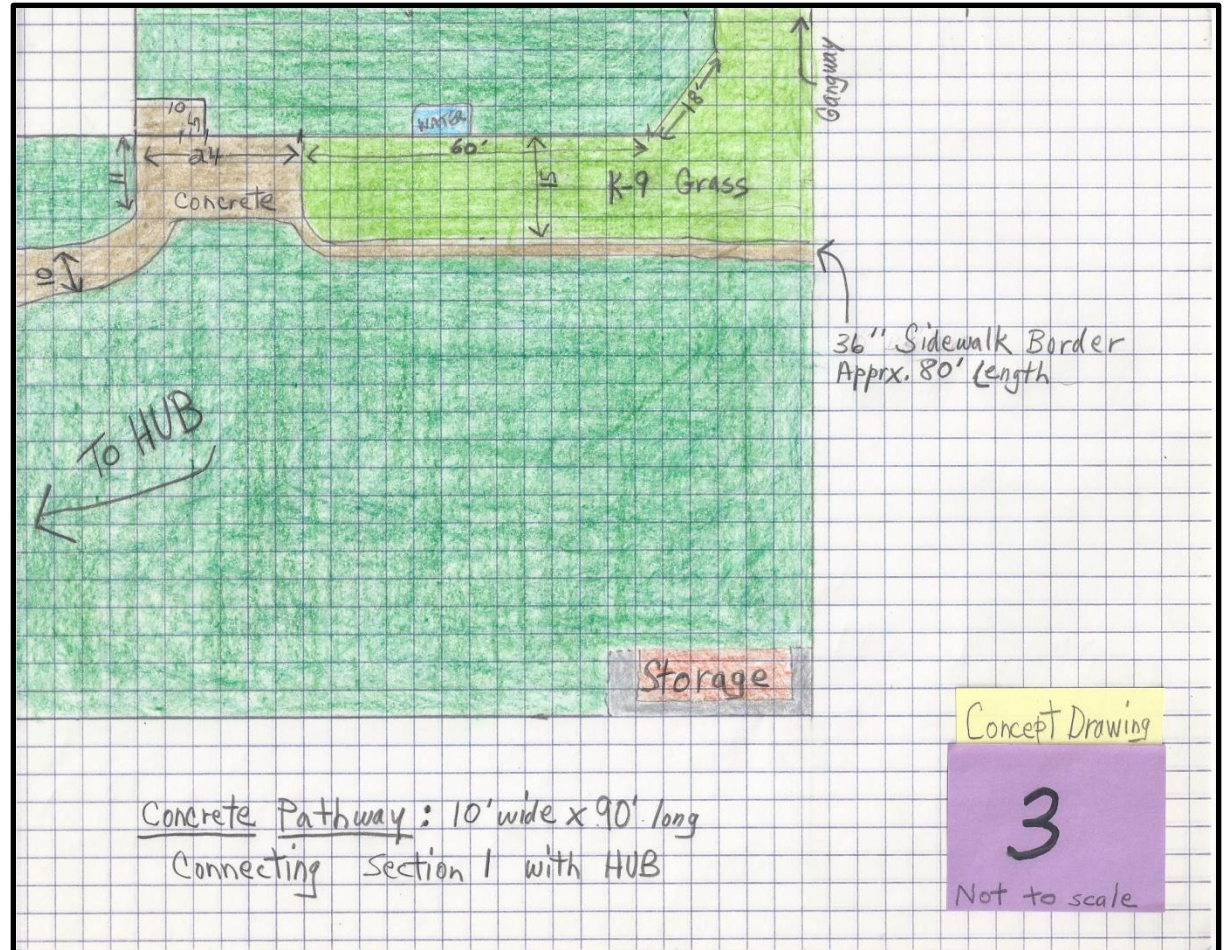 Gangway
18'
10
WATER
24
60'
11
15
K-9 Grass
Concrete
10
36" Sidewalk Border
Apprx. 80' Length
To HUB
Storage
Concept Drawing
3
Not to scale
Concrete Pathway: 10' wide x 90' long
Connecting section 1 with HUB